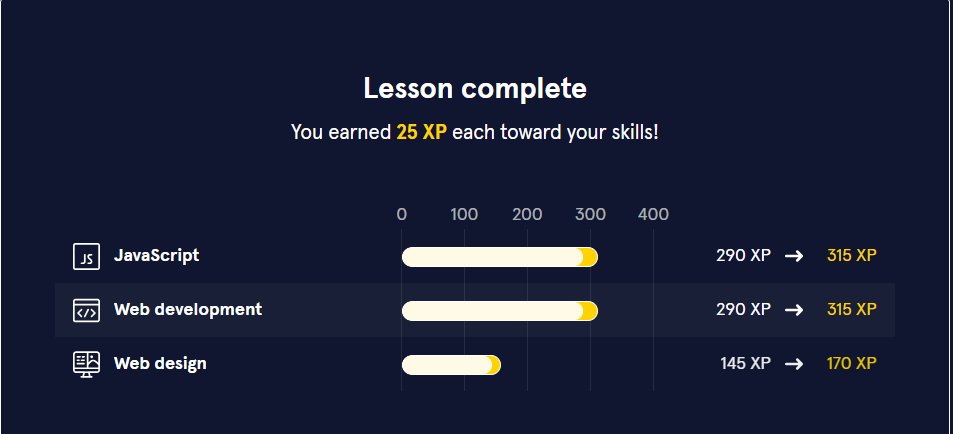 Lesson complete
You earned 25 XP each toward your skills!
0 100 200 300 400
JS JavaScript 290 XP → 315 XP
</> Web development 290 XP → 315 XP
Web design 145 XP → 170 XP